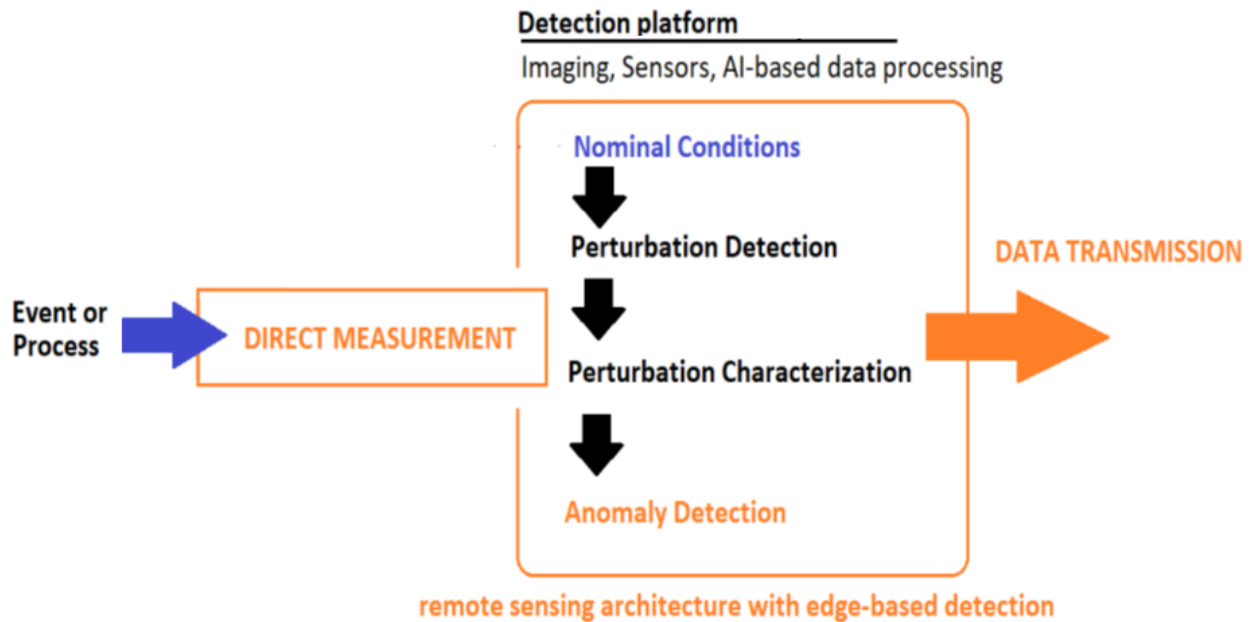 Detection platform
Imaging, Sensors, AI-based data processing
Nominal Conditions
Perturbation Detection
DATA TRANSMISSION
Event or
Process
DIRECT MEASUREMENT
Perturbation Characterization
Anomaly Detection
remote sensing architecture with edge-based detection